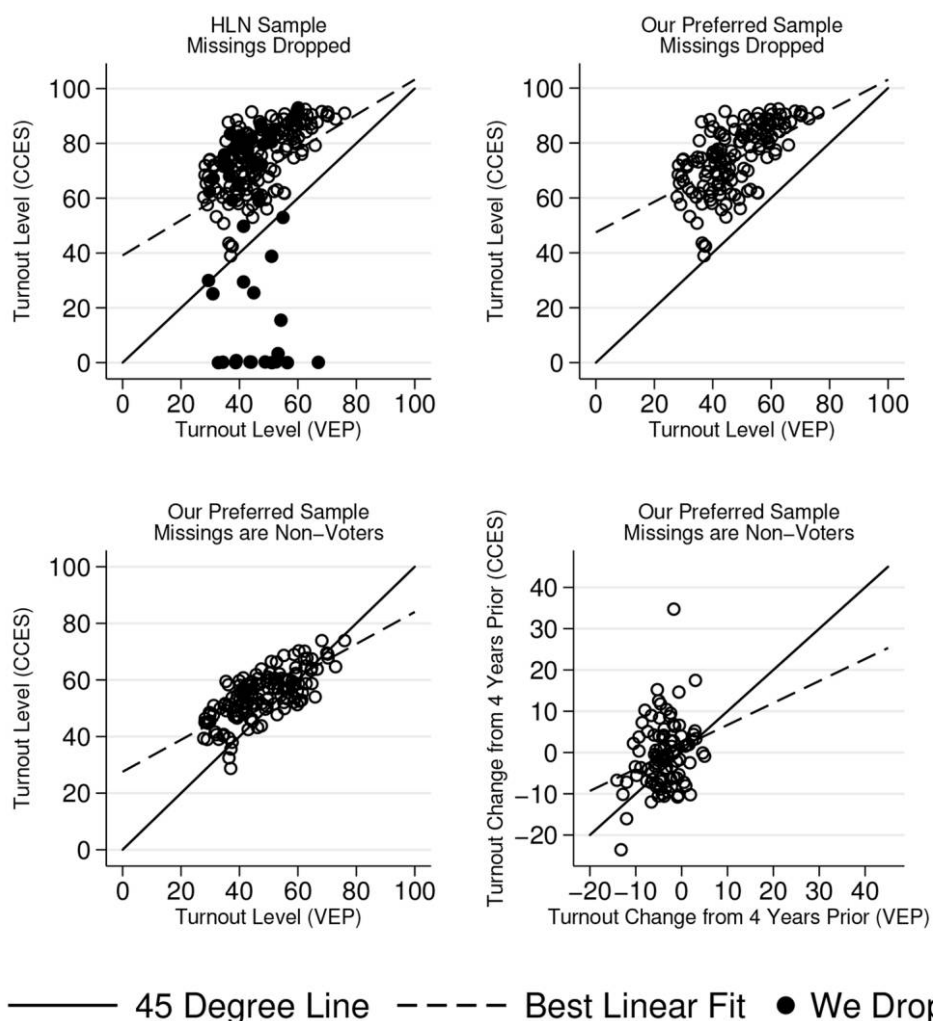 HLN Sample
Missings Dropped
Turnout Level (CCES)
100
80
60
40
20
0
0 20 40 60 80 100
Turnout Level (VEP)
Our Preferred Sample
Missings Dropped
Turnout Level (CCES)
100
80
60
40
20
0
0 20 40 60 80 100
Turnout Level (VEP)
Our Preferred Sample
Missings are Non−Voters
Turnout Level (CCES)
100
80
60
40
20
0
0 20 40 60 80 100
Turnout Level (VEP)
Our Preferred Sample
Missings are Non−Voters
Turnout Change from 4 Years Prior (CCES)
40
30
20
10
0
−10
−20
−20 −10 0 10 20 30 40
Turnout Change from 4 Years Prior (VEP)
45 Degree Line Best Linear Fit We Drop